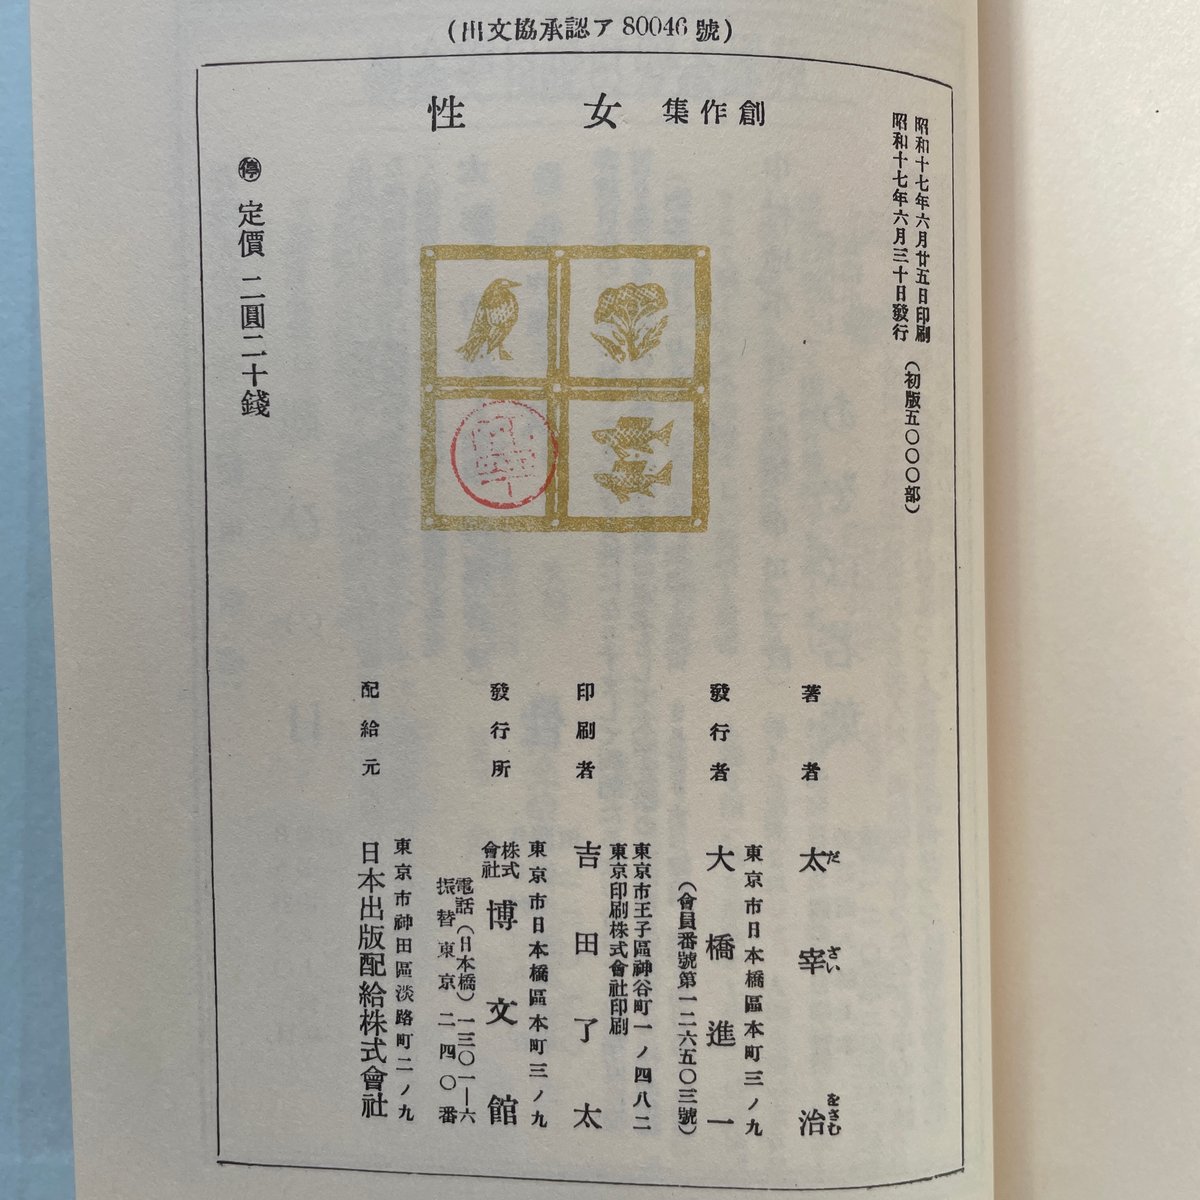 （出文協承認ア 80046 號）
創作集 女性
昭和十七年六月廿五日印刷
昭和十七年六月三十日發行
（初版五〇〇〇部）
㊡ 定價 二圓二十錢
著者 太宰治
だざいをさむ
發行者
東京市日本橋區本町三ノ九
大橋進一
（會員番號第一二六五〇三號）
印刷者
東京市王子區神谷町一ノ四八二
東京印刷株式會社印刷
吉田了太
發行所
東京市日本橋區本町三ノ九
株式會社 博文館
電話（日本橋）一三〇一―六
振替東京二四〇番
配給元
東京市神田區淡路町二ノ九
日本出版配給株式會社